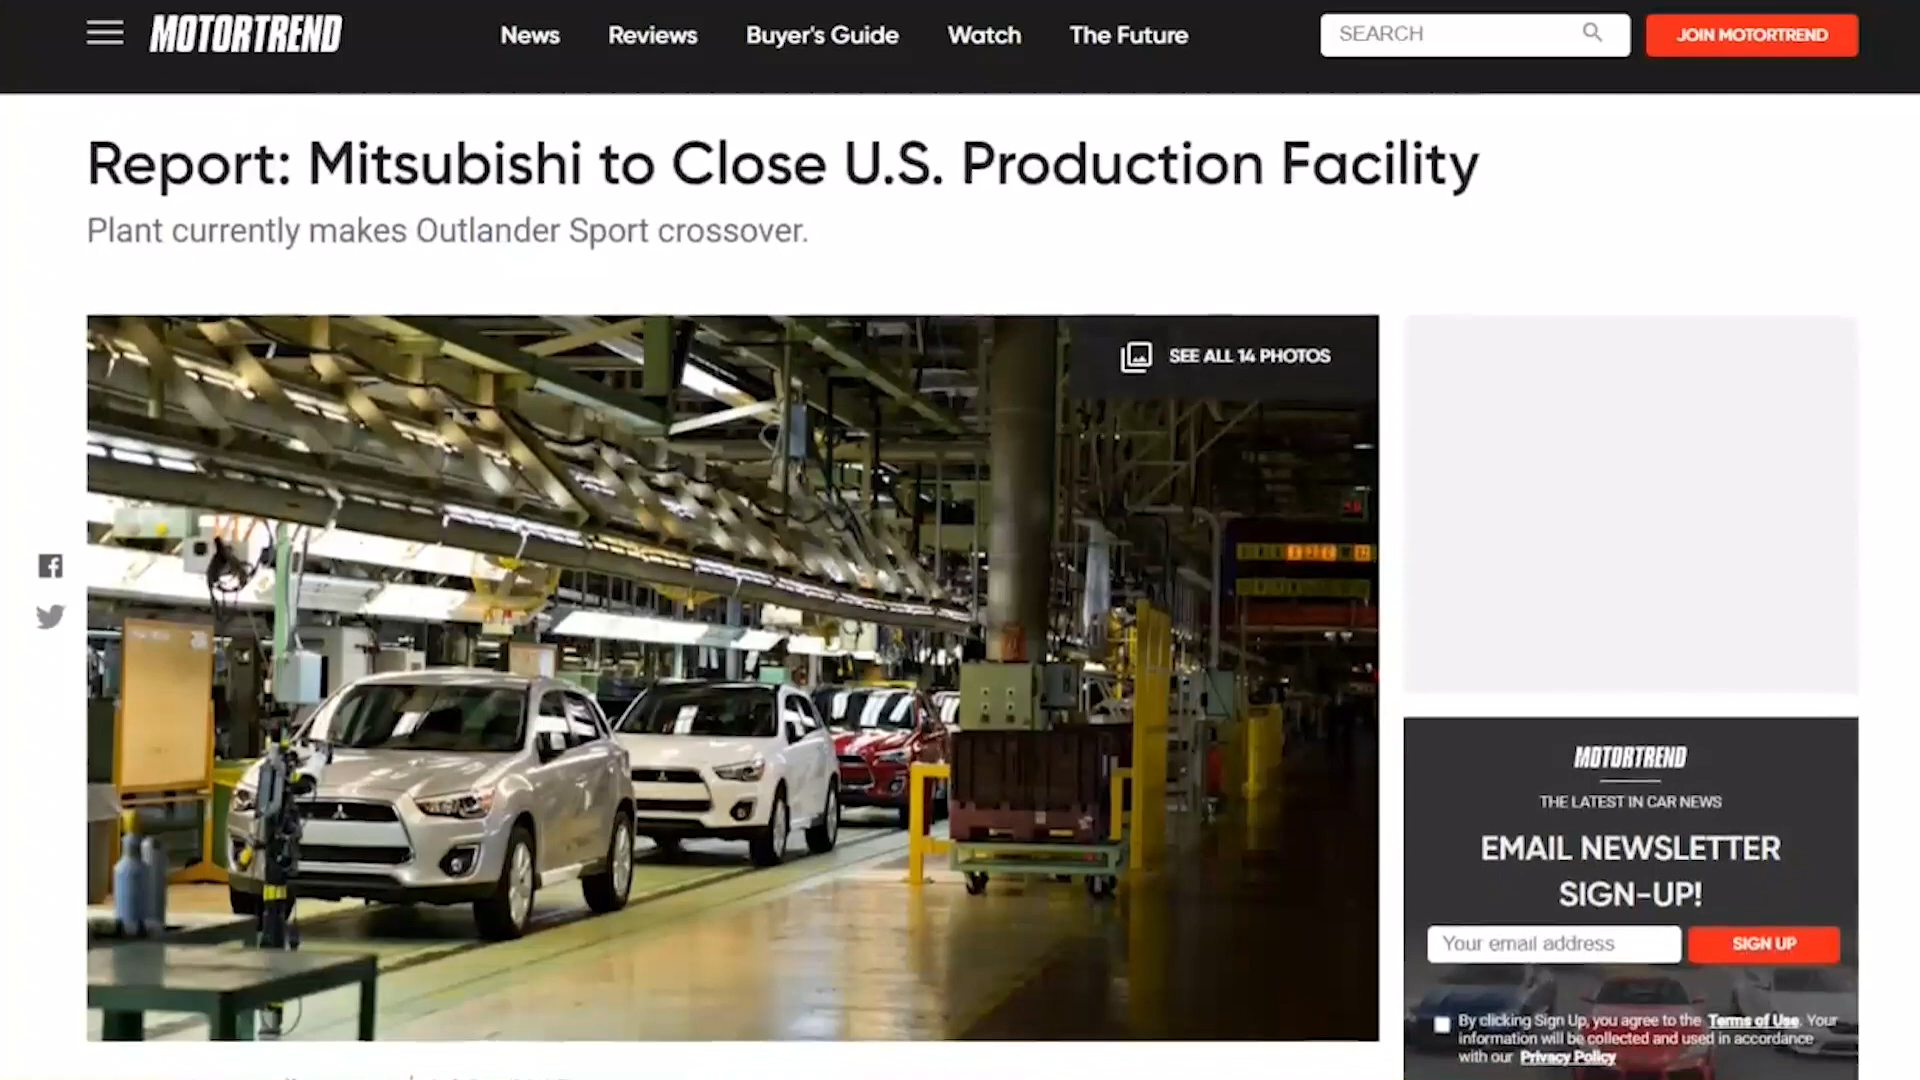 MOTORTREND
News
Reviews
Buyer's Guide
Watch
The Future
SEARCH
JOIN MOTORTREND
Report: Mitsubishi to Close U.S. Production Facility
Plant currently makes Outlander Sport crossover.
SEE ALL 14 PHOTOS
MOTORTREND
THE LATEST IN CAR NEWS
EMAIL NEWSLETTER
SIGN-UP!
Your email address
SIGN UP
By clicking Sign Up, you agree to the Terms of Use. Your
information will be collected and used in accordance
with our Privacy Policy